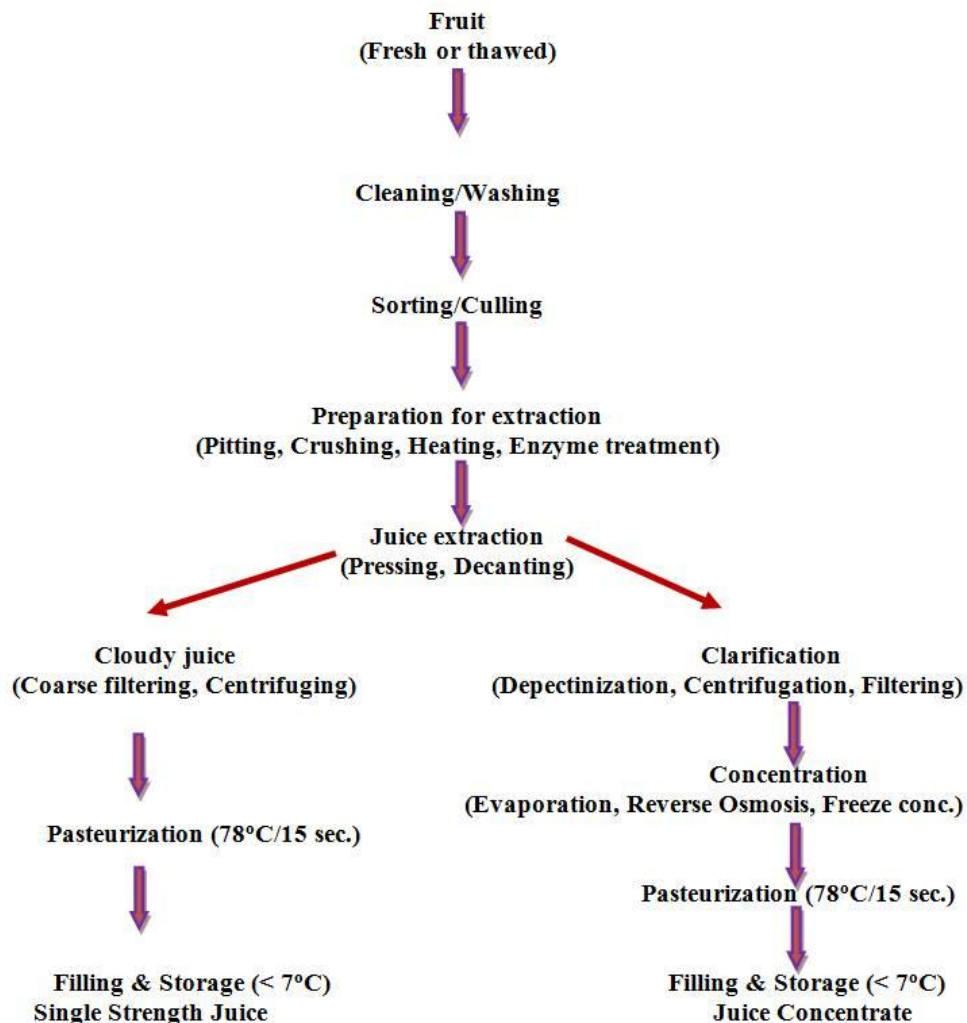 Fruit
(Fresh or thawed)
Cleaning/Washing
Sorting/Culling
Preparation for extraction
(Pitting, Crushing, Heating, Enzyme treatment)
Juice extraction
(Pressing, Decanting)
Cloudy juice
(Coarse filtering, Centrifuging)
Pasteurization (78°C/15 sec.)
Filling & Storage (< 7°C)
Single Strength Juice
Clarification
(Depectinization, Centrifugation, Filtering)
Concentration
(Evaporation, Reverse Osmosis, Freeze conc.)
Pasteurization (78°C/15 sec.)
Filling & Storage (< 7°C)
Juice Concentrate